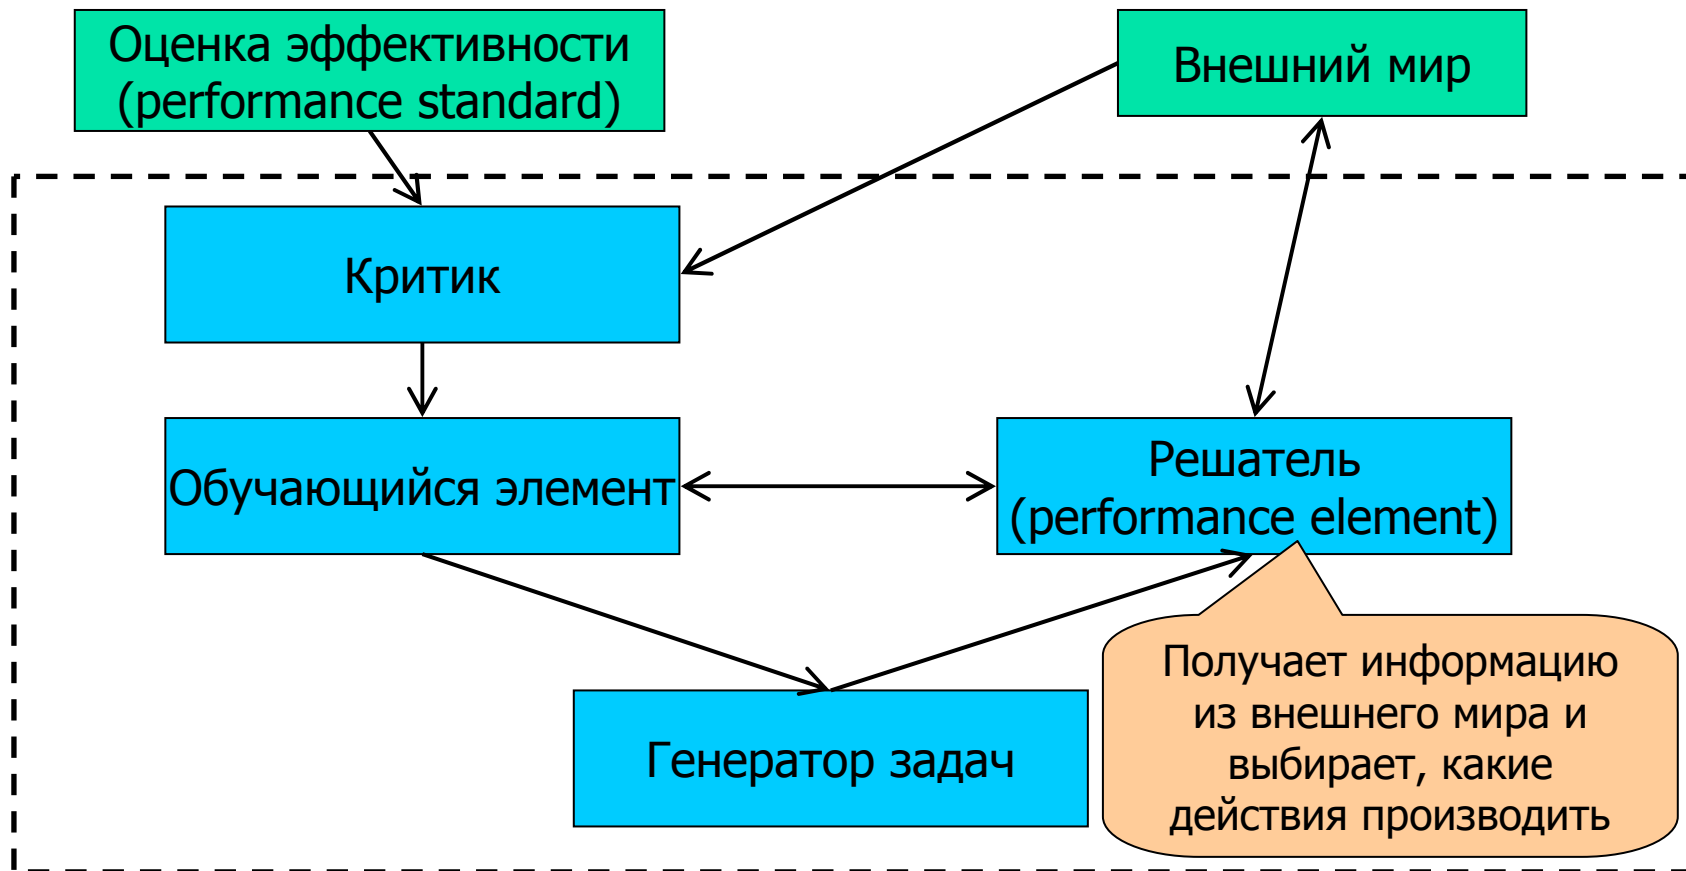 Оценка эффективности
(performance standard)
Внешний мир
Критик
Обучающийся элемент
Решатель
(performance element)
Получает информацию
из внешнего мира и
выбирает, какие
действия производить
Генератор задач